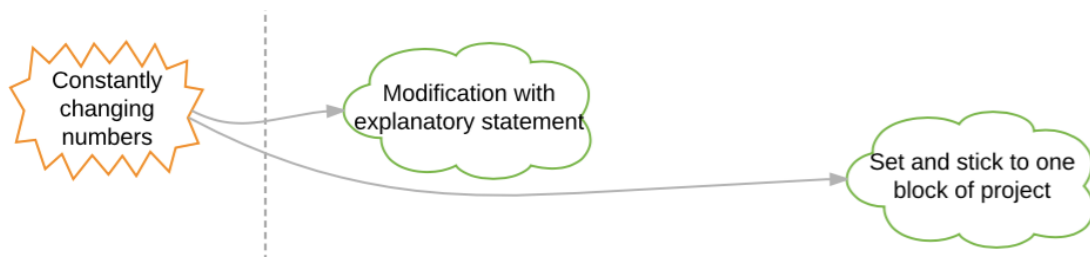 Constantly
changing
numbers
Modification with
explanatory statement
Set and stick to one
block of project